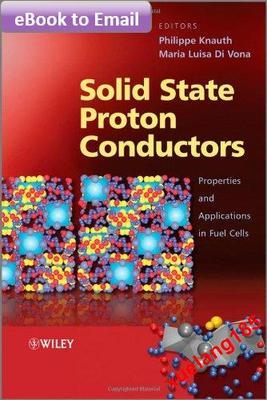 eBook to Email
EDITORS
Philippe Knauth
Maria Luisa Di Vona
Solid State
Proton
Conductors
Properties
and
Applications
in Fuel Cells
WILEY